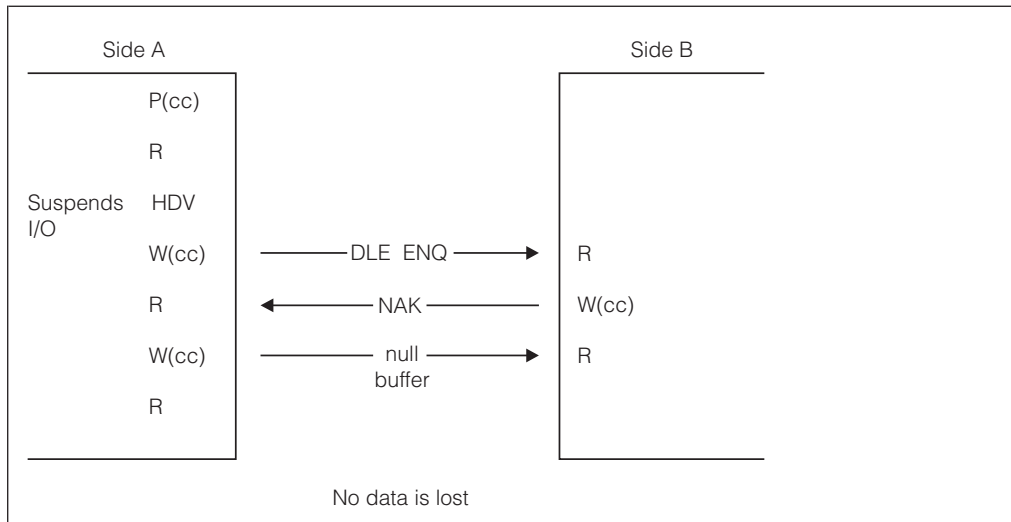 Side A Side B
P(cc)
R
Suspends HDV
I/O
W(cc) DLE ENQ R
R NAK W(cc)
W(cc) null R
buffer
R
No data is lost